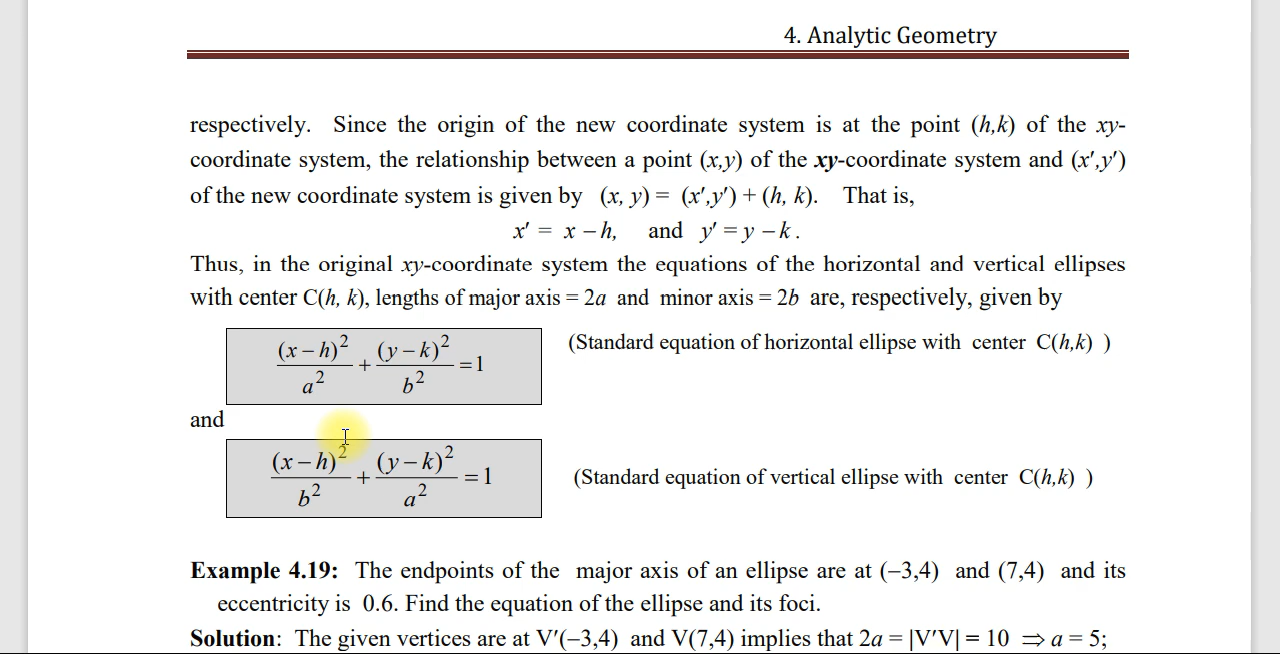 4. Analytic Geometry
respectively. Since the origin of the new coordinate system is at the point (h,k) of the xy-
coordinate system, the relationship between a point (x,y) of the xy-coordinate system and (x′,y′)
of the new coordinate system is given by (x, y) = (x′,y′) + (h, k). That is,
x′ = x – h, and y′ = y – k.
Thus, in the original xy-coordinate system the equations of the horizontal and vertical ellipses
with center C(h, k), lengths of major axis = 2a and minor axis = 2b are, respectively, given by
(x – h)²/a² + (y – k)²/b² = 1 (Standard equation of horizontal ellipse with center C(h,k) )
and
(x – h)²/b² + (y – k)²/a² = 1 (Standard equation of vertical ellipse with center C(h,k) )
Example 4.19: The endpoints of the major axis of an ellipse are at (–3,4) and (7,4) and its
eccentricity is 0.6. Find the equation of the ellipse and its foci.
Solution: The given vertices are at V′(–3,4) and V(7,4) implies that 2a = |V′V| = 10 ⇒ a = 5;